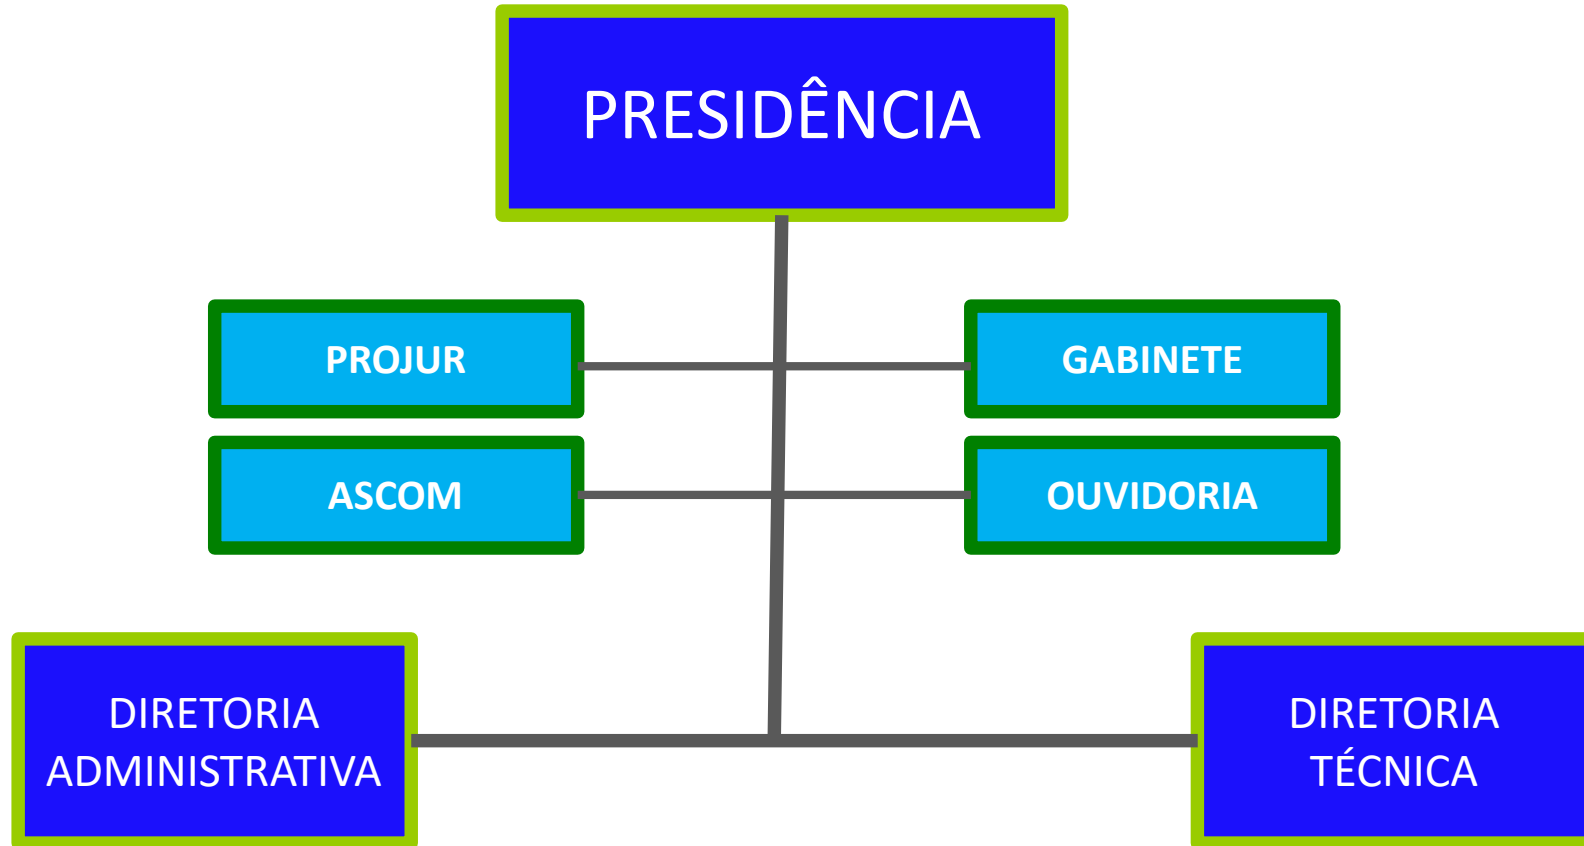 PRESIDÊNCIA
PROJUR
GABINETE
ASCOM
OUVIDORIA
DIRETORIA
ADMINISTRATIVA
DIRETORIA
TÉCNICA